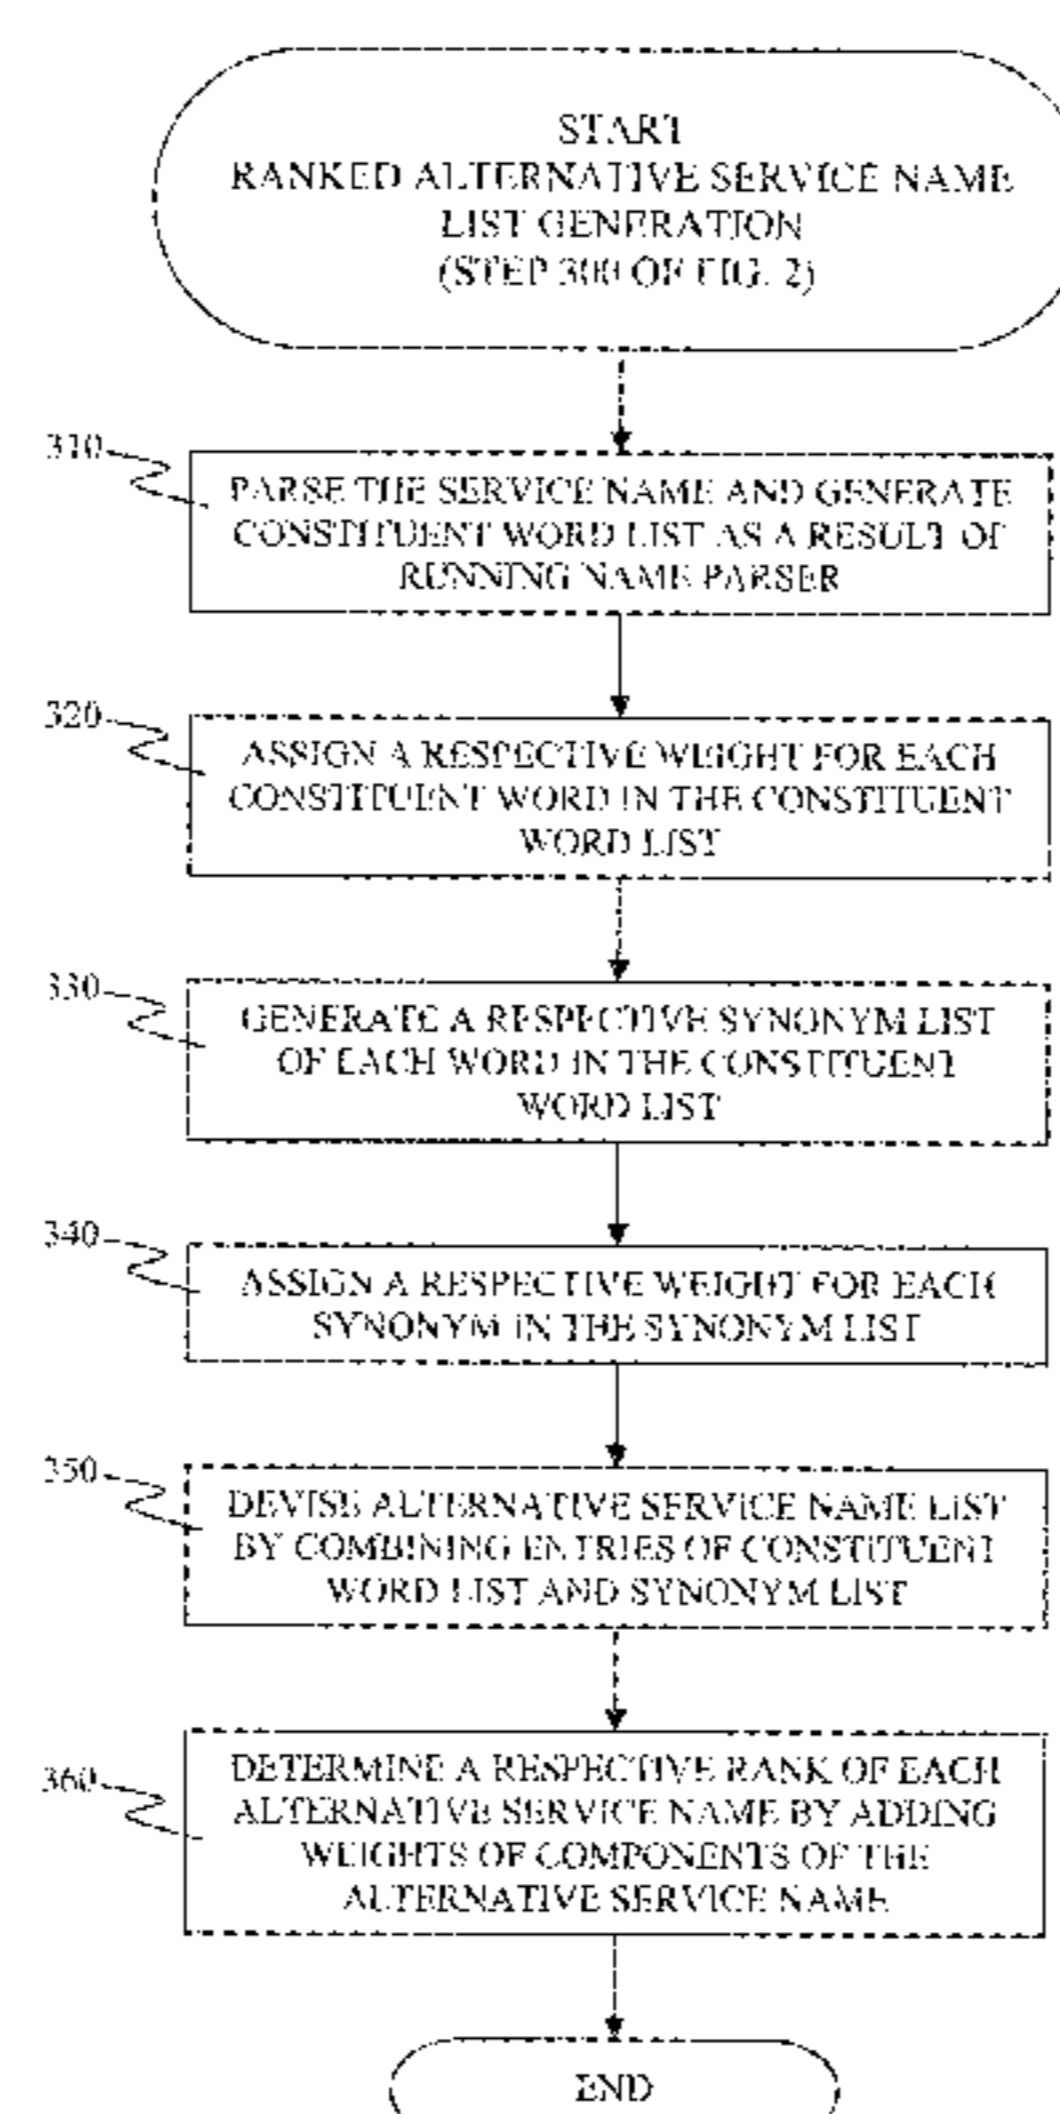 START
RANKED ALTERNATIVE SERVICE NAME
LIST GENERATION
(STEP 300 OF FIG. 2)
310
PARSE THE SERVICE NAME AND GENERATE
CONSTITUENT WORD LIST AS A RESULT OF
RUNNING NAME PARSER
320
ASSIGN A RESPECTIVE WEIGHT FOR EACH
CONSTITUENT WORD IN THE CONSTITUENT
WORD LIST
330
GENERATE A RESPECTIVE SYNONYM LIST
OF EACH WORD IN THE CONSTITUENT
WORD LIST
340
ASSIGN A RESPECTIVE WEIGHT FOR EACH
SYNONYM IN THE SYNONYM LIST
350
DEVISE ALTERNATIVE SERVICE NAME LIST
BY COMBINING ENTRIES OF CONSTITUENT
WORD LIST AND SYNONYM LIST
360
DETERMINE A RESPECTIVE RANK OF EACH
ALTERNATIVE SERVICE NAME BY ADDING
WEIGHTS OF COMPONENTS OF THE
ALTERNATIVE SERVICE NAME
END